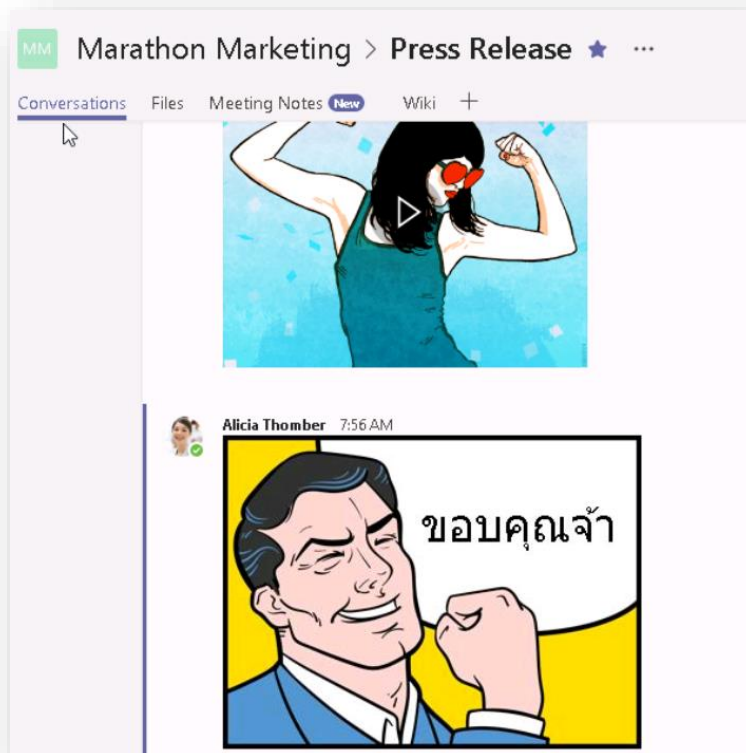 MM Marathon Marketing > Press Release ★ ...
Conversations Files Meeting Notes New Wiki +
Alicia Thomber 7:56 AM
ขอบคุณจ้า